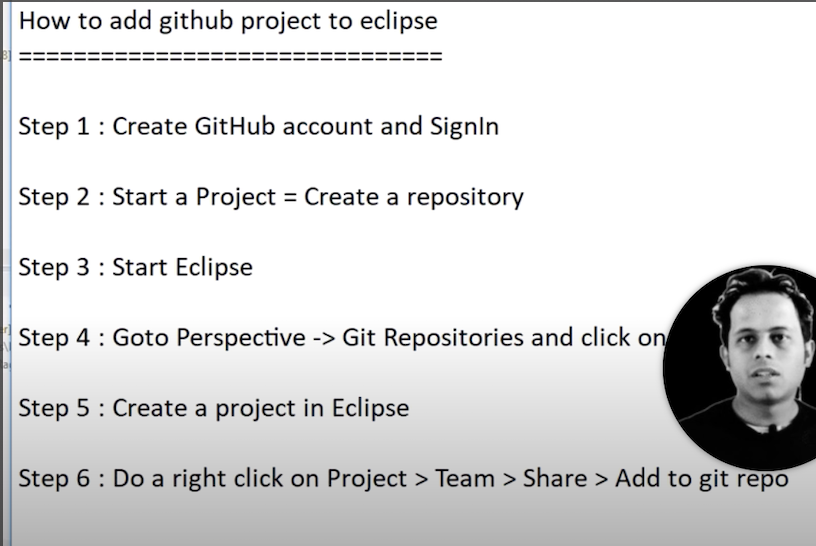 How to add github project to eclipse
===============================
Step 1 : Create GitHub account and SignIn
Step 2 : Start a Project = Create a repository
Step 3 : Start Eclipse
Step 4 : Goto Perspective -> Git Repositories and click on
Step 5 : Create a project in Eclipse
Step 6 : Do a right click on Project > Team > Share > Add to git repo